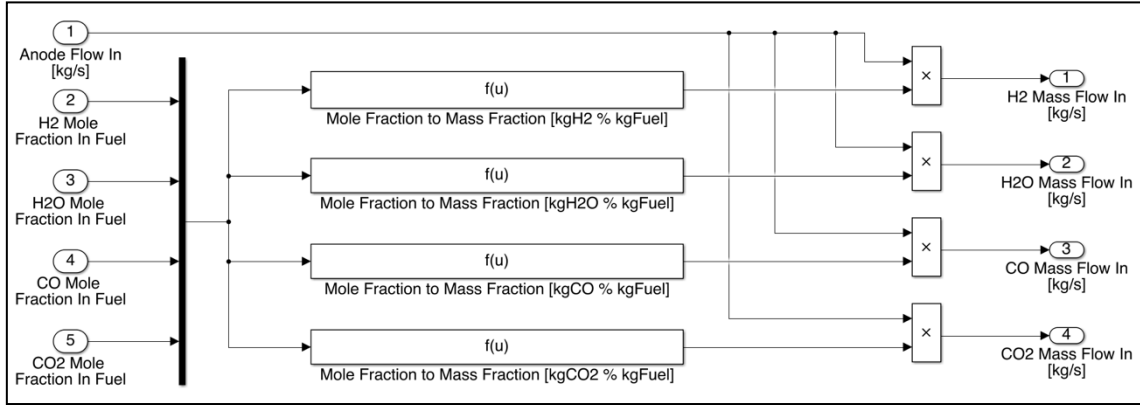 1
Anode Flow In
[kg/s]
2
H2 Mole
Fraction In Fuel
3
H2O Mole
Fraction In Fuel
4
CO Mole
Fraction In Fuel
5
CO2 Mole
Fraction In Fuel
f(u)
Mole Fraction to Mass Fraction [kgH2 % kgFuel]
f(u)
Mole Fraction to Mass Fraction [kgH2O % kgFuel]
f(u)
Mole Fraction to Mass Fraction [kgCO % kgFuel]
f(u)
Mole Fraction to Mass Fraction [kgCO2 % kgFuel]
×
×
×
×
1
H2 Mass Flow In
[kg/s]
2
H2O Mass Flow In
[kg/s]
3
CO Mass Flow In
[kg/s]
4
CO2 Mass Flow In
[kg/s]